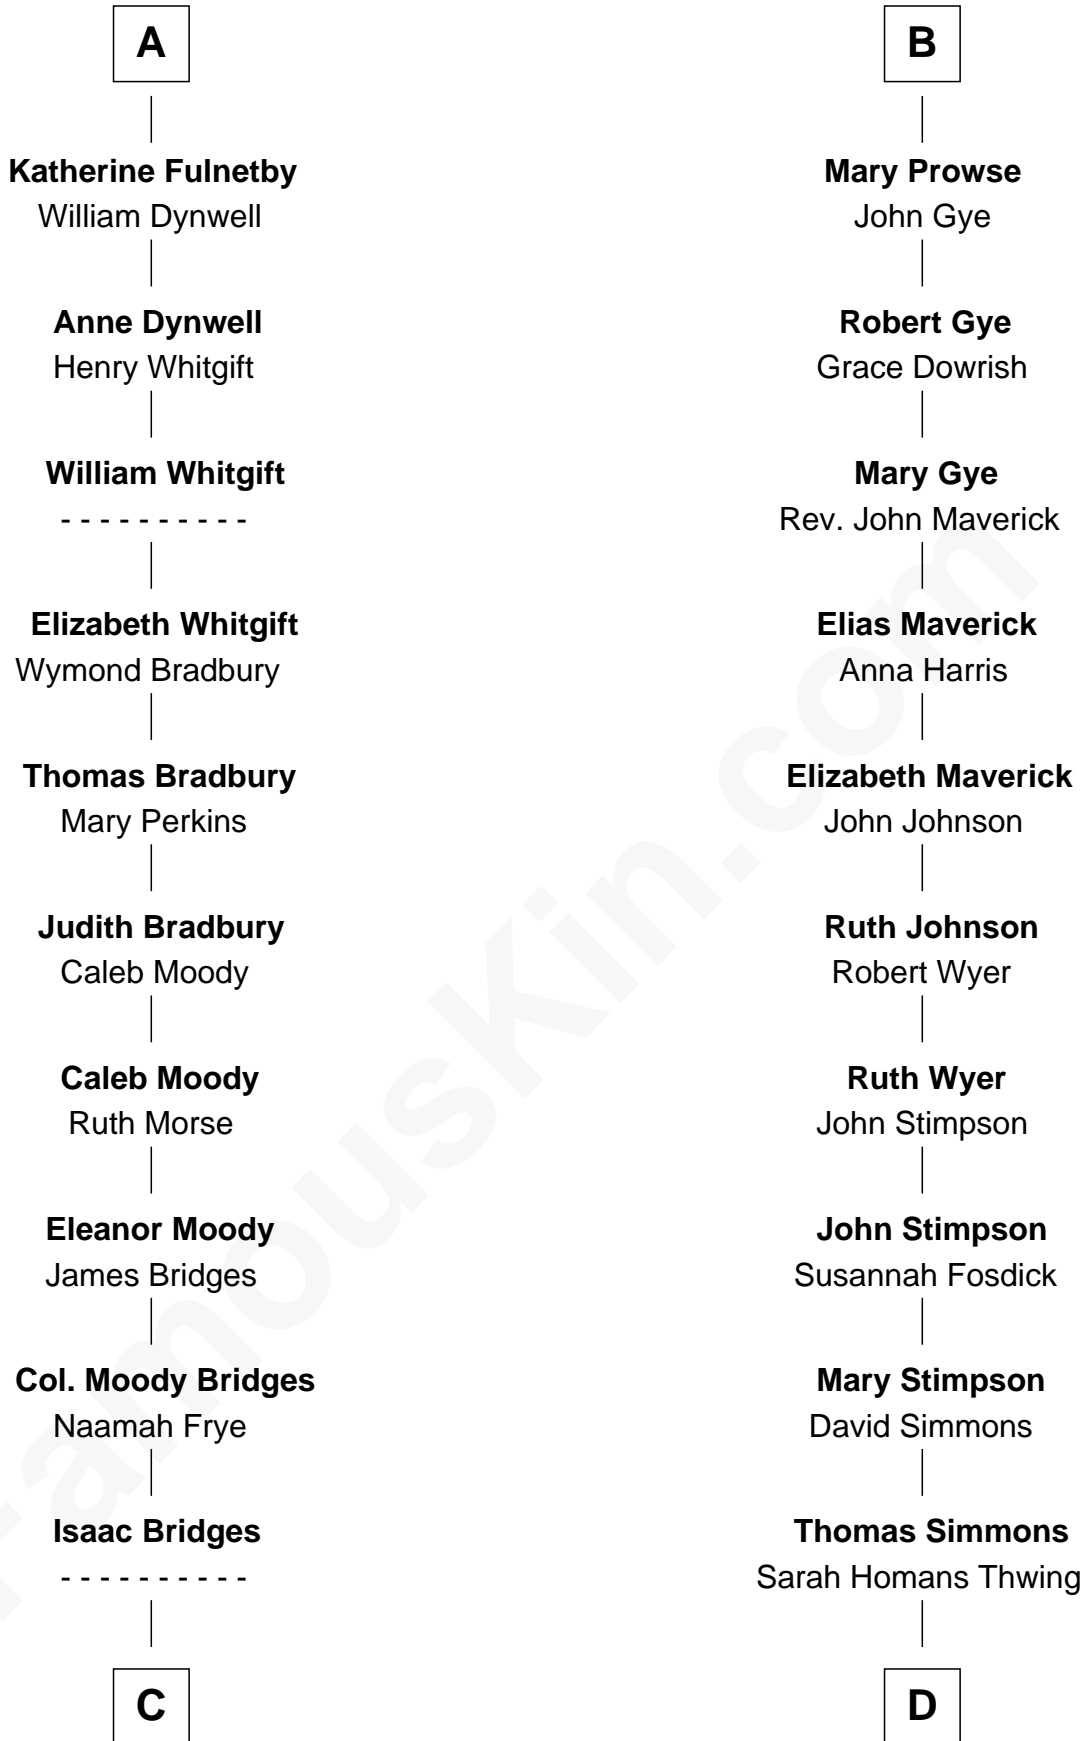 A
Katherine Fulnetby
William Dynwell
Anne Dynwell
Henry Whitgift
William Whitgift
- - - - - - - - - -
Elizabeth Whitgift
Wymond Bradbury
Thomas Bradbury
Mary Perkins
Judith Bradbury
Caleb Moody
Caleb Moody
Ruth Morse
Eleanor Moody
James Bridges
Col. Moody Bridges
Naamah Frye
Isaac Bridges
- - - - - - - - - -
C
B
Mary Prowse
John Gye
Robert Gye
Grace Dowrish
Mary Gye
Rev. John Maverick
Elias Maverick
Anna Harris
Elizabeth Maverick
John Johnson
Ruth Johnson
Robert Wyer
Ruth Wyer
John Stimpson
John Stimpson
Susannah Fosdick
Mary Stimpson
David Simmons
Thomas Simmons
Sarah Homans Thwing
D
FamousKin.com